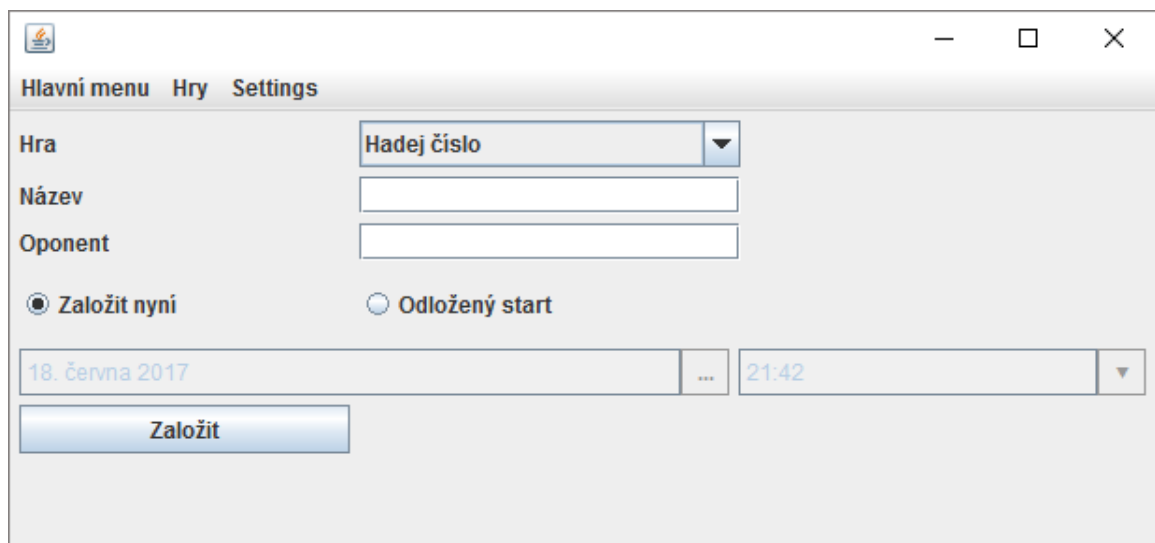 Hlavní menu Hry Settings
Hra Hadej číslo
Název
Oponent
Založit nyní Odložený start
18. června 2017 ... 21:42
Založit